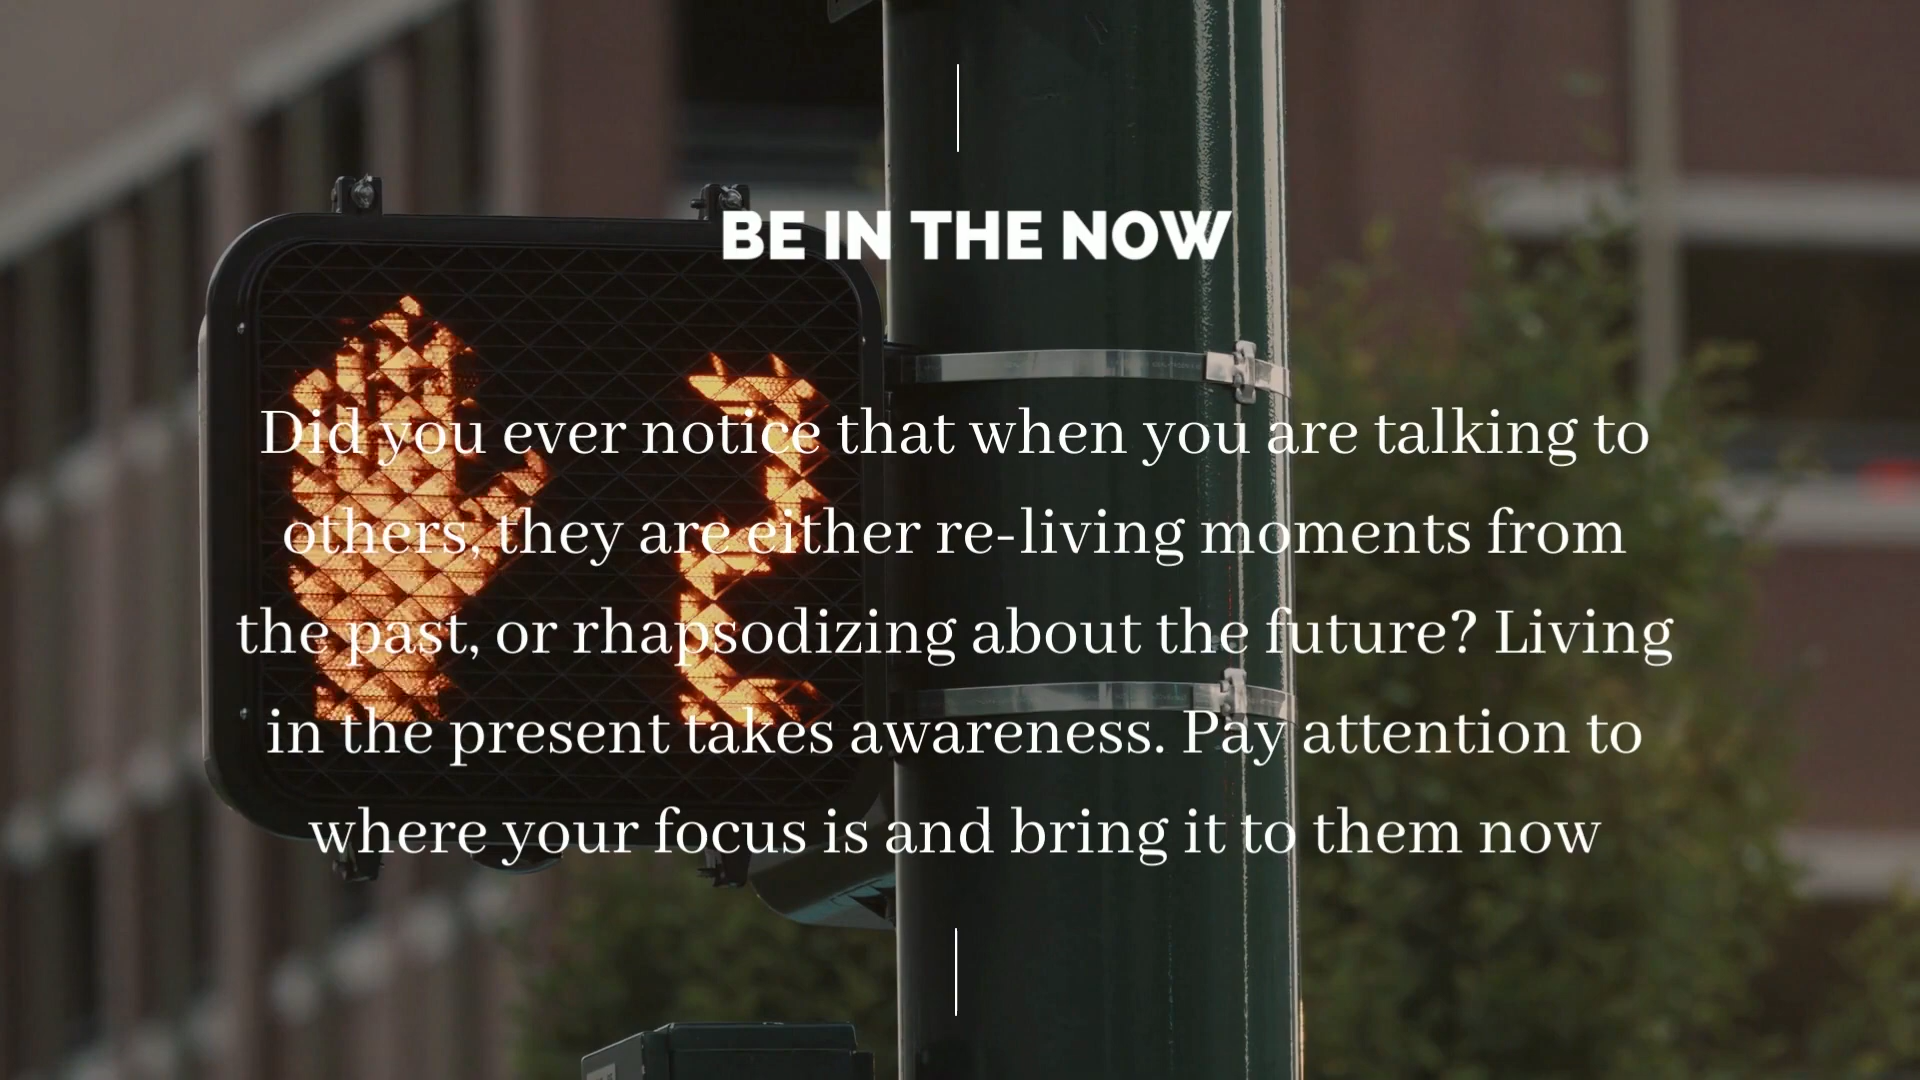 BE IN THE NOW
Did you ever notice that when you are talking to
others, they are either re-living moments from
the past, or rhapsodizing about the future? Living
in the present takes awareness. Pay attention to
where your focus is and bring it to them now
2